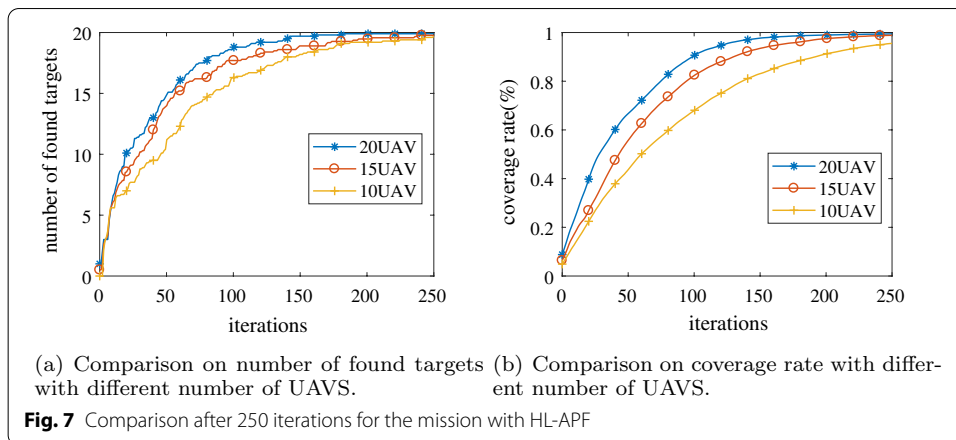 20
15
10
5
0
number of found targets
20UAV
15UAV
10UAV
0 50 100 150 200 250
iterations
1
0.8
0.6
0.4
0.2
0
coverage rate(%)
20UAV
15UAV
10UAV
0 50 100 150 200 250
iterations
(a) Comparison on number of found targets
with different number of UAVS.
(b) Comparison on coverage rate with differ-
ent number of UAVS.
Fig. 7 Comparison after 250 iterations for the mission with HL-APF